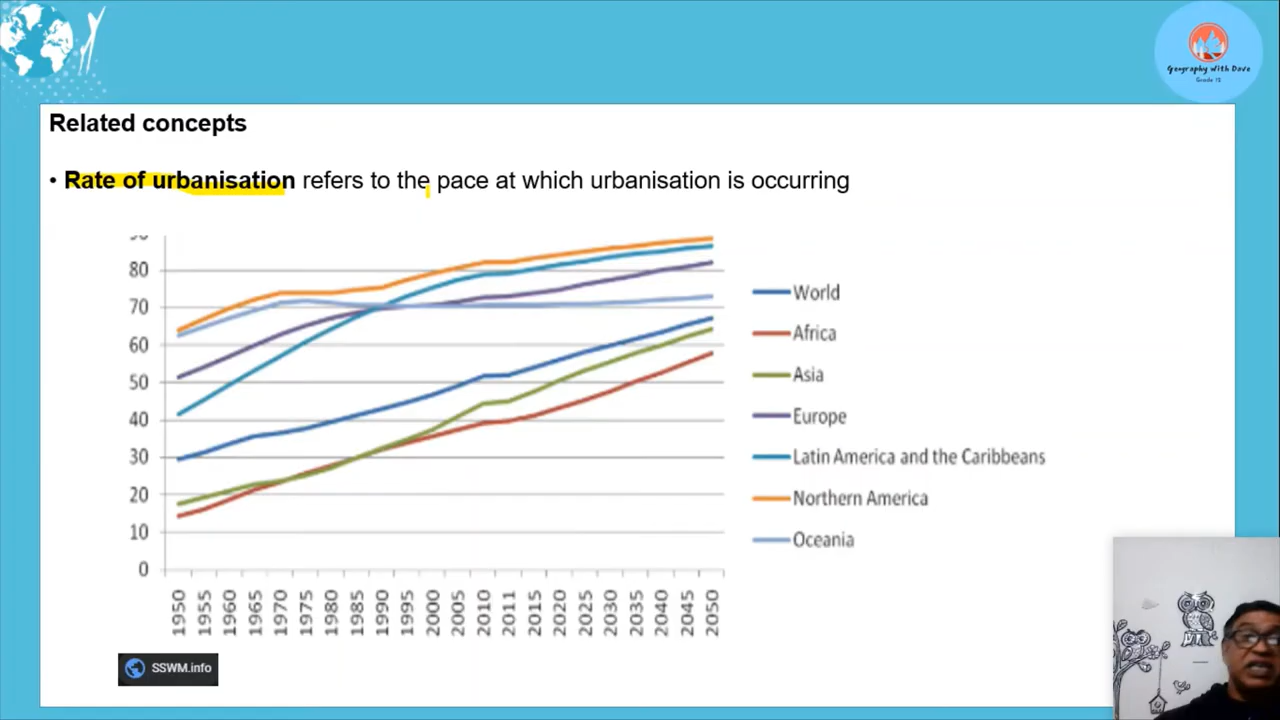 Geography With Dave
Grade 12
Related concepts
• Rate of urbanisation refers to the pace at which urbanisation is occurring
90
80
70
60
50
40
30
20
10
0
1950 1955 1960 1965 1970 1975 1980 1985 1990 1995 2000 2005 2010 2011 2015 2020 2025 2030 2035 2040 2045 2050
World
Africa
Asia
Europe
Latin America and the Caribbeans
Northern America
Oceania
SSWM.info